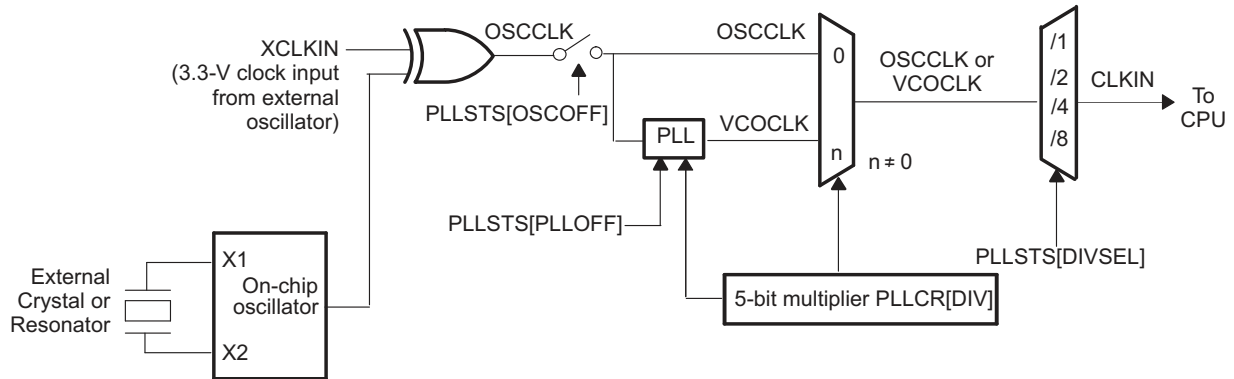 XCLKIN
(3.3-V clock input
from external
oscillator)
OSCCLK
PLLSTS[OSCOFF]
OSCCLK
0
PLL
VCOCLK
n
n ≠ 0
PLLSTS[PLLOFF]
OSCCLK or
VCOCLK
/1
/2
/4
/8
CLKIN
To
CPU
PLLSTS[DIVSEL]
5-bit multiplier PLLCR[DIV]
External
Crystal or
Resonator
X1
On-chip
oscillator
X2